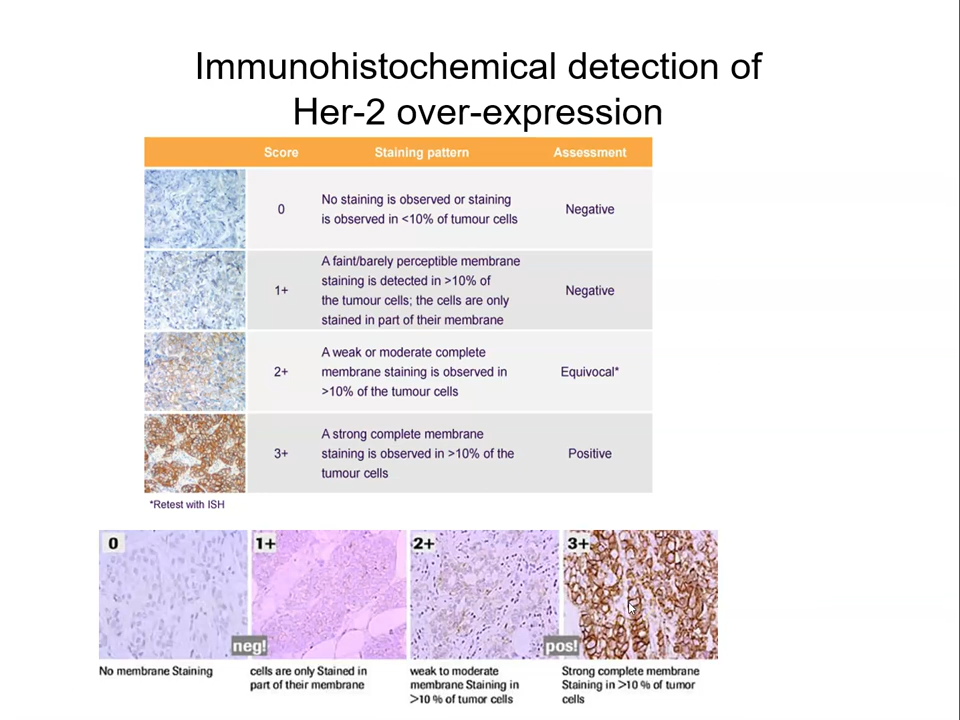 Immunohistochemical detection of
Her-2 over-expression
Score Staining pattern Assessment
0
No staining is observed or staining
is observed in <10% of tumour cells
Negative
1+
A faint/barely perceptible membrane
staining is detected in >10% of
the tumour cells; the cells are only
stained in part of their membrane
Negative
2+
A weak or moderate complete
membrane staining is observed in
>10% of the tumour cells
Equivocal*
3+
A strong complete membrane
staining is observed in >10% of the
tumour cells
Positive
*Retest with ISH
0 1+ 2+ 3+
neg! pos!
No membrane Staining
cells are only Stained in
part of their membrane
weak to moderate
membrane Staining in
>10 % of tumor cells
Strong complete membrane
Staining in >10 % of tumor
cells